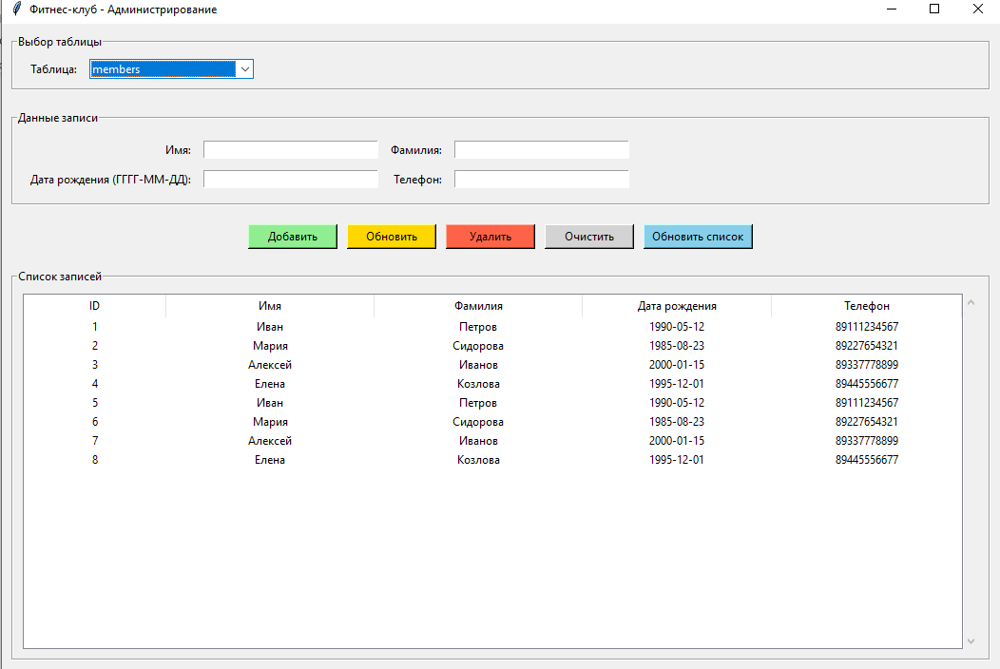 Фитнес-клуб - Администрирование
Выбор таблицы
Таблица: members
Данные записи
Имя: Фамилия:
Дата рождения (ГГГГ-ММ-ДД): Телефон:
Добавить Обновить Удалить Очистить Обновить список
Список записей
ID Имя Фамилия Дата рождения Телефон
1 Иван Петров 1990-05-12 89111234567
2 Мария Сидорова 1985-08-23 89227654321
3 Алексей Иванов 2000-01-15 89337778899
4 Елена Козлова 1995-12-01 89445556677
5 Иван Петров 1990-05-12 89111234567
6 Мария Сидорова 1985-08-23 89227654321
7 Алексей Иванов 2000-01-15 89337778899
8 Елена Козлова 1995-12-01 89445556677